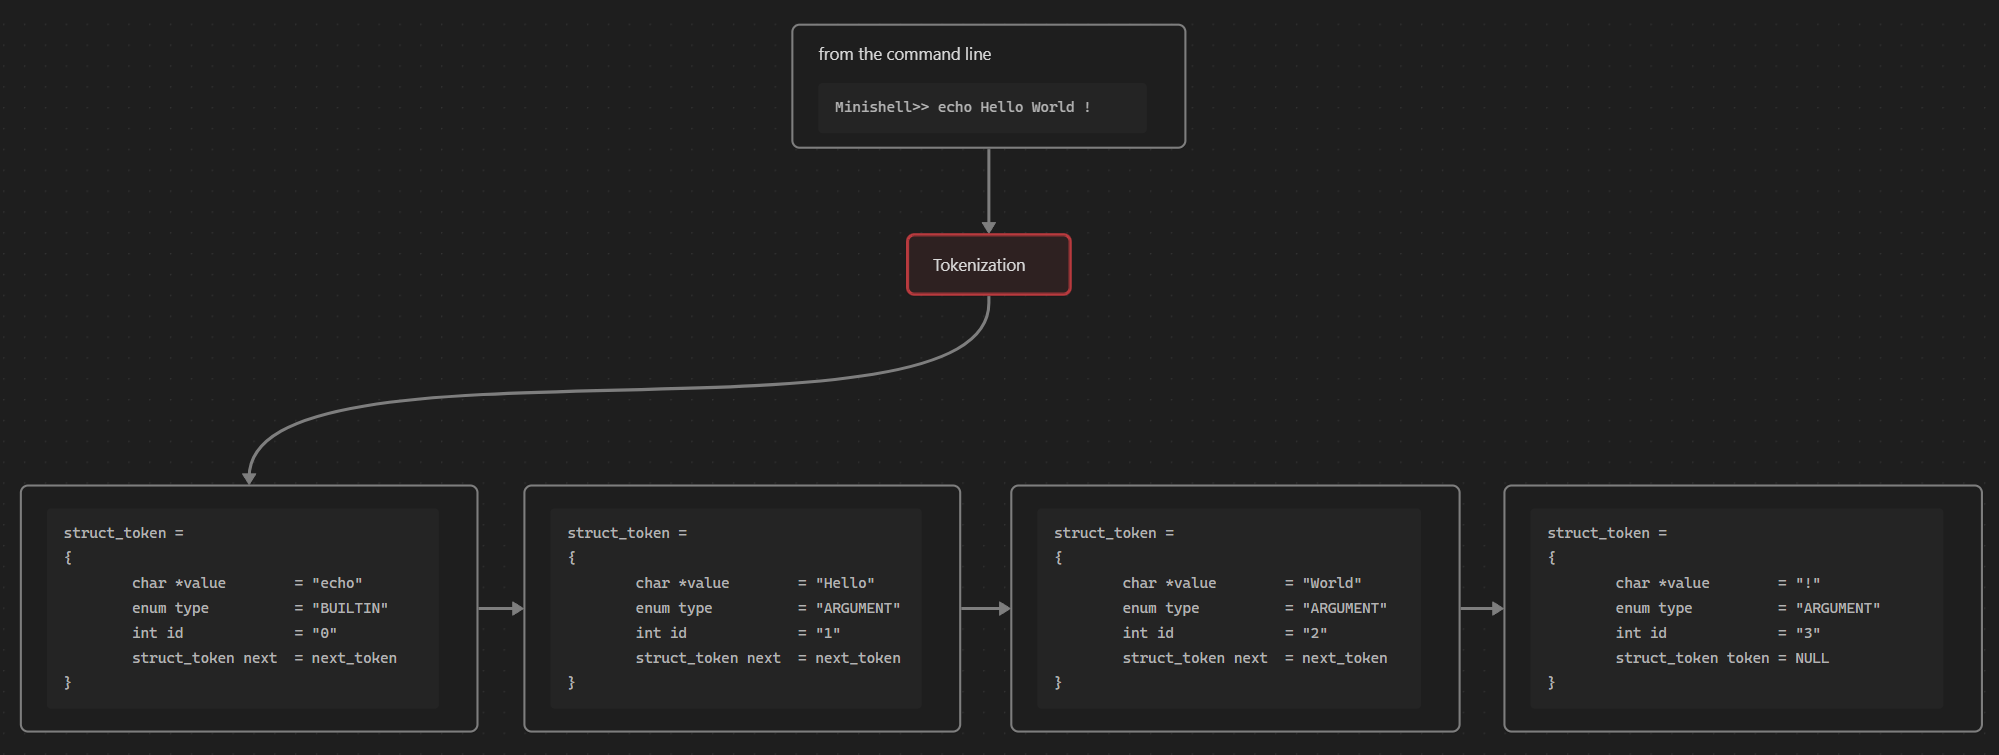 from the command line
Minishell>> echo Hello World !
Tokenization
struct_token =
{
char *value = "echo"
enum type = "BUILTIN"
int id = "0"
struct_token next = next_token
}
struct_token =
{
char *value = "Hello"
enum type = "ARGUMENT"
int id = "1"
struct_token next = next_token
}
struct_token =
{
char *value = "World"
enum type = "ARGUMENT"
int id = "2"
struct_token next = next_token
}
struct_token =
{
char *value = "!"
enum type = "ARGUMENT"
int id = "3"
struct_token token = NULL
}